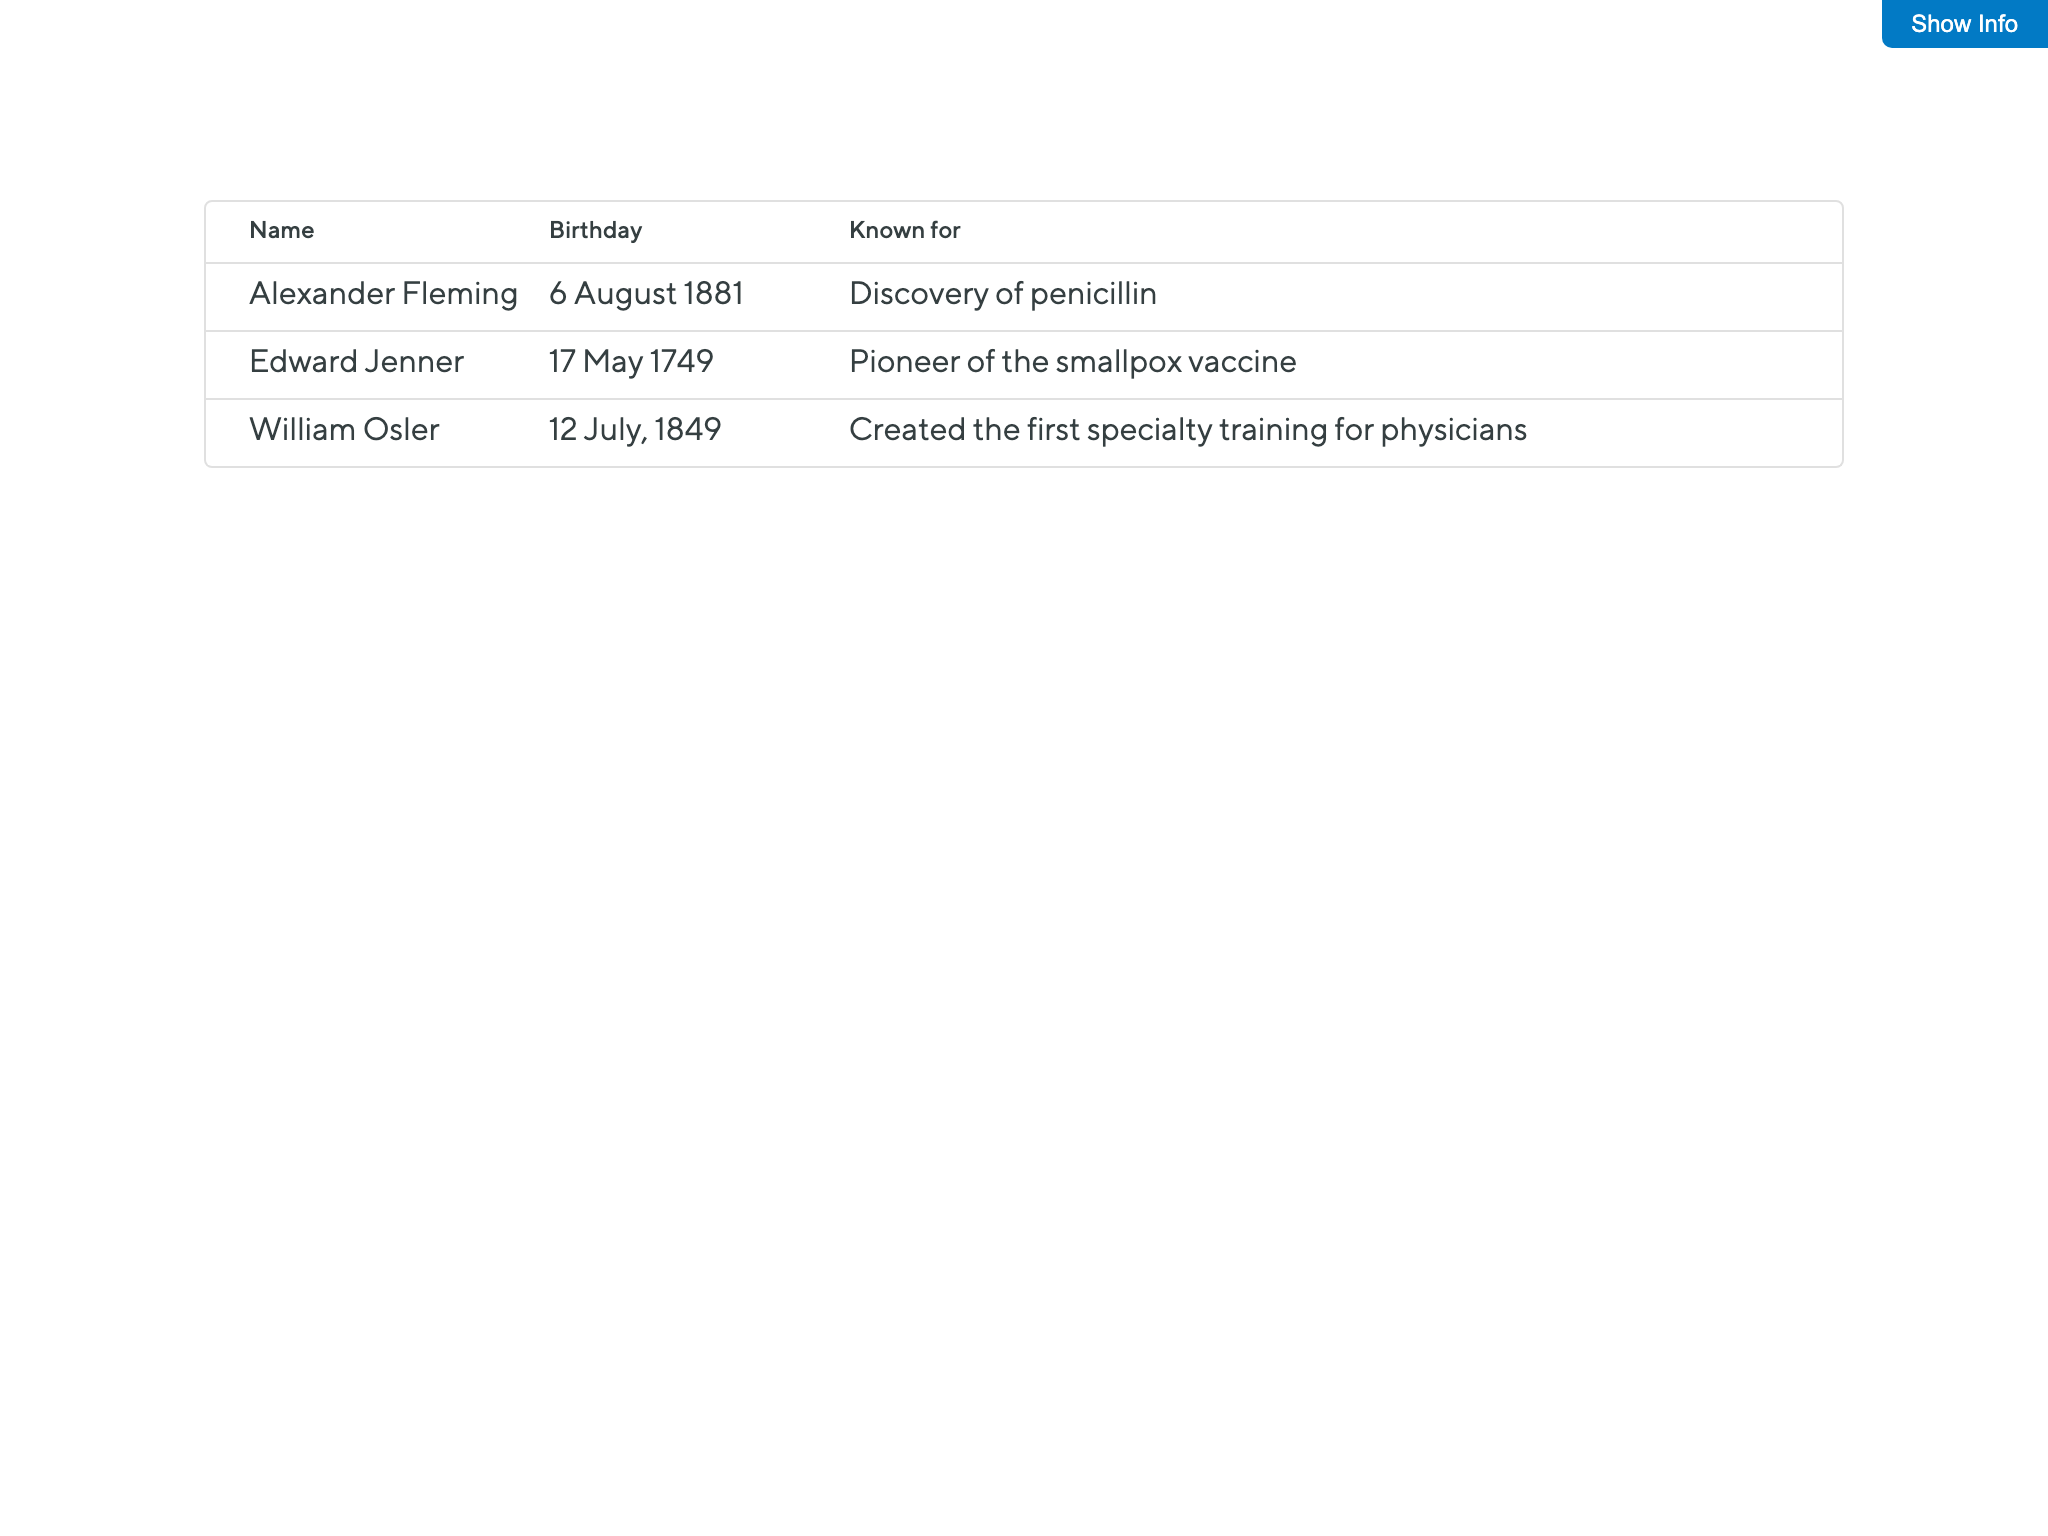 Show Info
Name Birthday Known for
Alexander Fleming 6 August 1881 Discovery of penicillin
Edward Jenner 17 May 1749 Pioneer of the smallpox vaccine
William Osler 12 July, 1849 Created the first specialty training for physicians